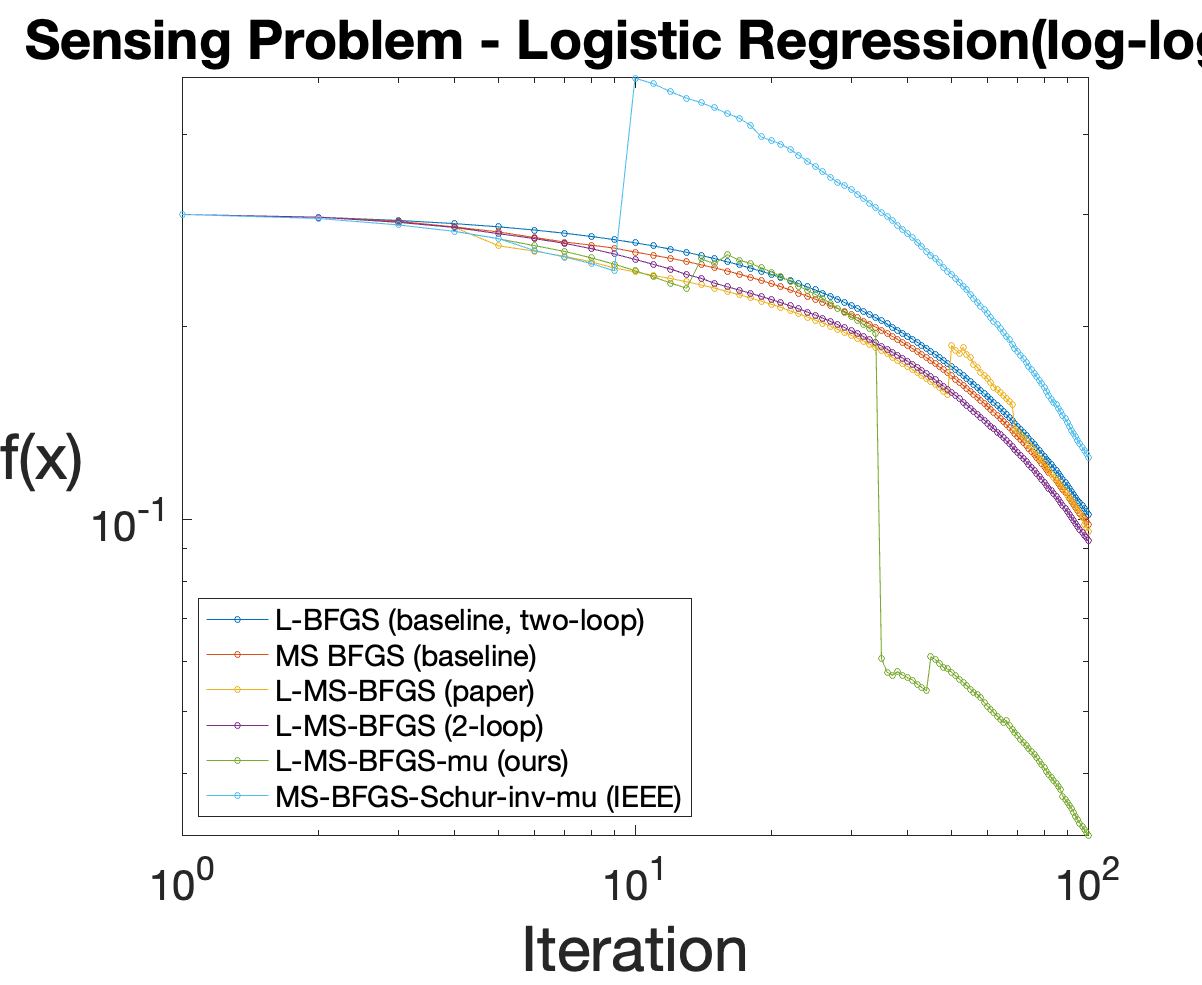 Sensing Problem - Logistic Regression(log-log
f(x)
10^-1
L-BFGS (baseline, two-loop)
MS BFGS (baseline)
L-MS-BFGS (paper)
L-MS-BFGS (2-loop)
L-MS-BFGS-mu (ours)
MS-BFGS-Schur-inv-mu (IEEE)
10^0 10^1 10^2
Iteration